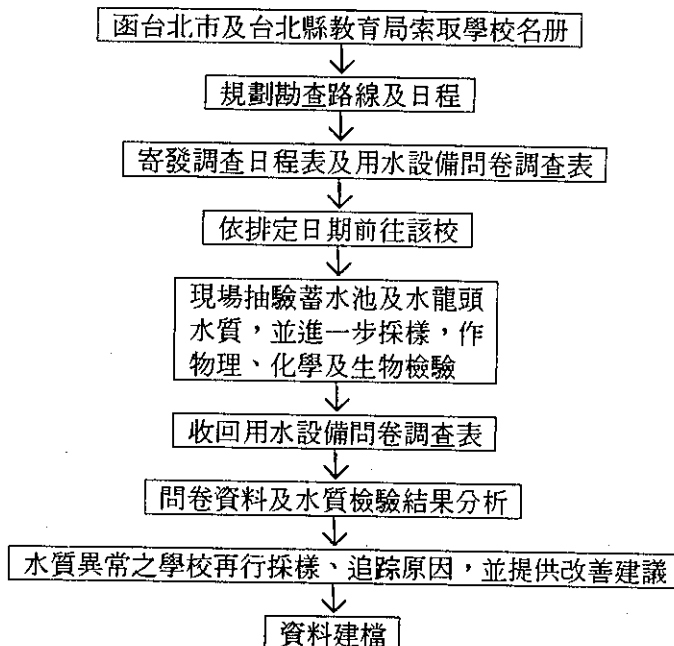 函台北市及台北縣教育局索取學校名册
規劃勘查路線及日程
寄發調查日程表及用水設備問卷調查表
依排定日期前往該校
現場抽驗蓄水池及水龍頭
水質，並進一步採樣，作
物理、化學及生物檢驗
收回用水設備問卷調查表
問卷資料及水質檢驗結果分析
水質異常之學校再行採樣、追踪原因，並提供改善建議
資料建檔